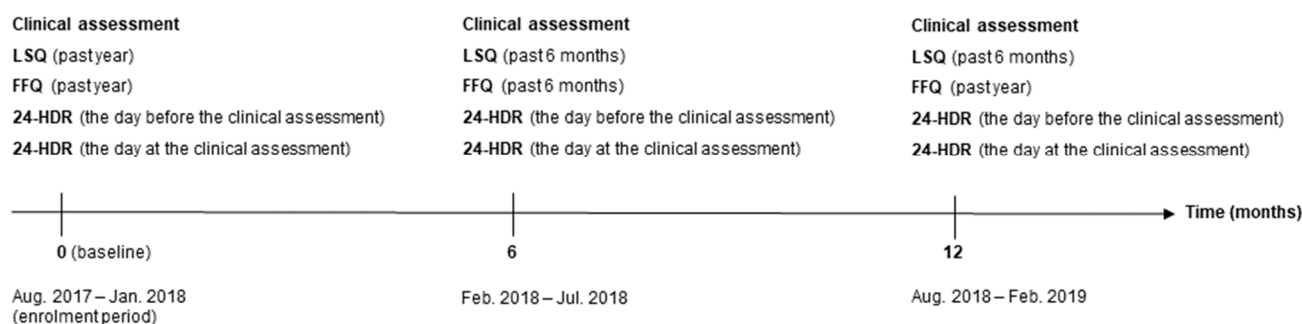 Clinical assessment
LSQ (past year)
FFQ (past year)
24-HDR (the day before the clinical assessment)
24-HDR (the day at the clinical assessment)
Clinical assessment
LSQ (past 6 months)
FFQ (past 6 months)
24-HDR (the day before the clinical assessment)
24-HDR (the day at the clinical assessment)
Clinical assessment
LSQ (past 6 months)
FFQ (past year)
24-HDR (the day before the clinical assessment)
24-HDR (the day at the clinical assessment)
Time (months)
0 (baseline)
6
12
Aug. 2017 – Jan. 2018
(enrolment period)
Feb. 2018 – Jul. 2018
Aug. 2018 – Feb. 2019